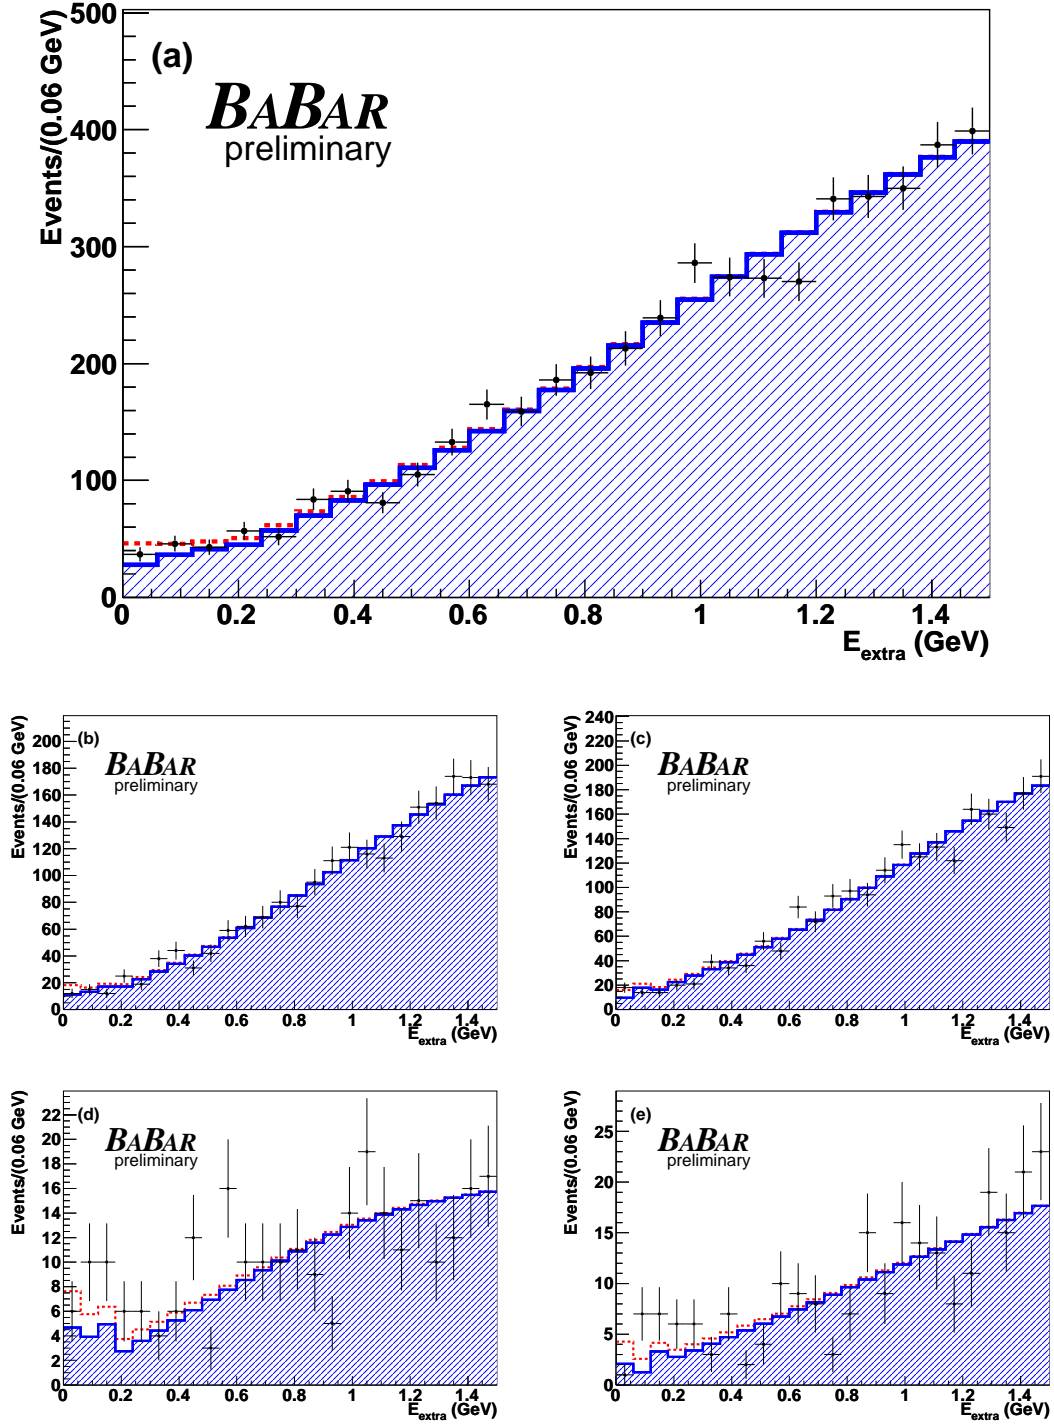 500
400
300
200
100
0
Events/(0.06 GeV)
(a)
BABAR
preliminary
0 0.2 0.4 0.6 0.8 1 1.2 1.4
E_extra (GeV)
200
180
160
140
120
100
80
60
40
20
0
Events/(0.06 GeV)
(b)
BABAR
preliminary
0 0.2 0.4 0.6 0.8 1 1.2 1.4
E_extra (GeV)
240
220
200
180
160
140
120
100
80
60
40
20
0
Events/(0.06 GeV)
(c)
BABAR
preliminary
0 0.2 0.4 0.6 0.8 1 1.2 1.4
E_extra (GeV)
22
20
18
16
14
12
10
8
6
4
2
0
Events/(0.06 GeV)
(d)
BABAR
preliminary
0 0.2 0.4 0.6 0.8 1 1.2 1.4
E_extra (GeV)
25
20
15
10
5
0
Events/(0.06 GeV)
(e)
BABAR
preliminary
0 0.2 0.4 0.6 0.8 1 1.2 1.4
E_extra (GeV)